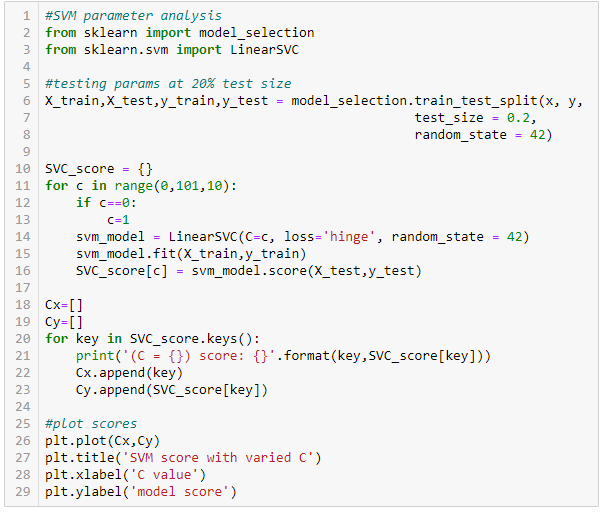 1 #SVM parameter analysis
2 from sklearn import model_selection
3 from sklearn.svm import LinearSVC
4
5 #testing params at 20% test size
6 X_train,X_test,y_train,y_test = model_selection.train_test_split(x, y,
7                                                 test_size = 0.2,
8                                                 random_state = 42)
9
10 SVC_score = {}
11 for c in range(0,101,10):
12     if c==0:
13         c=1
14     svm_model = LinearSVC(C=c, loss='hinge', random_state = 42)
15     svm_model.fit(X_train,y_train)
16     SVC_score[c] = svm_model.score(X_test,y_test)
17
18 Cx=[]
19 Cy=[]
20 for key in SVC_score.keys():
21     print('(C = {}) score: {}'.format(key,SVC_score[key]))
22     Cx.append(key)
23     Cy.append(SVC_score[key])
24
25 #plot scores
26 plt.plot(Cx,Cy)
27 plt.title('SVM score with varied C')
28 plt.xlabel('C value')
29 plt.ylabel('model score')